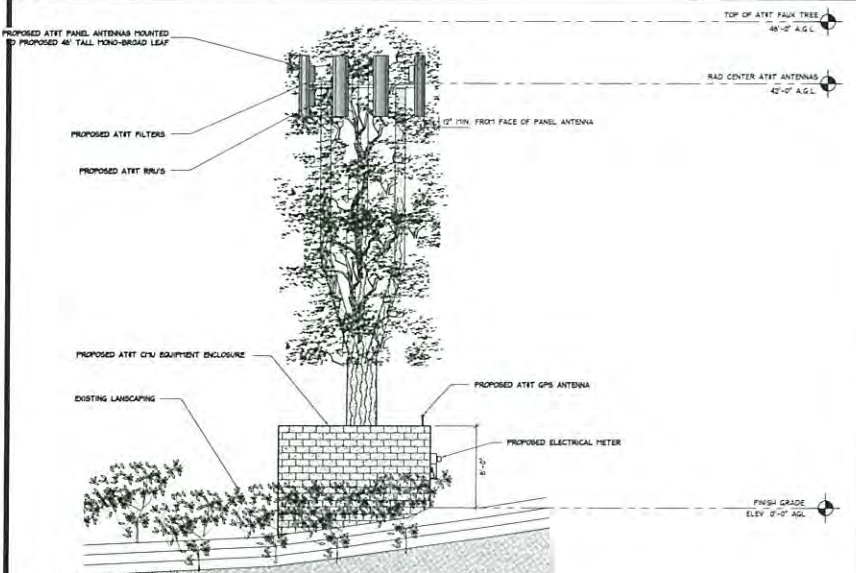 TOP OF AT&T FAUX TREE
48'-0" A.G.L.
PROPOSED AT&T PANEL ANTENNAS MOUNTED
TO PROPOSED 48' TALL MONO-BROAD LEAF
RAD CENTER AT&T ANTENNAS
42'-0" A.G.L.
PROPOSED AT&T FILTERS
12" MIN. FROM FACE OF PANEL ANTENNA
PROPOSED AT&T RRU'S
PROPOSED AT&T CMU EQUIPMENT ENCLOSURE
PROPOSED AT&T GPS ANTENNA
EXISTING LANSCAPING
PROPOSED ELECTRICAL METER
8'-0"
FINISH GRADE
ELEV 0'-0" AGL